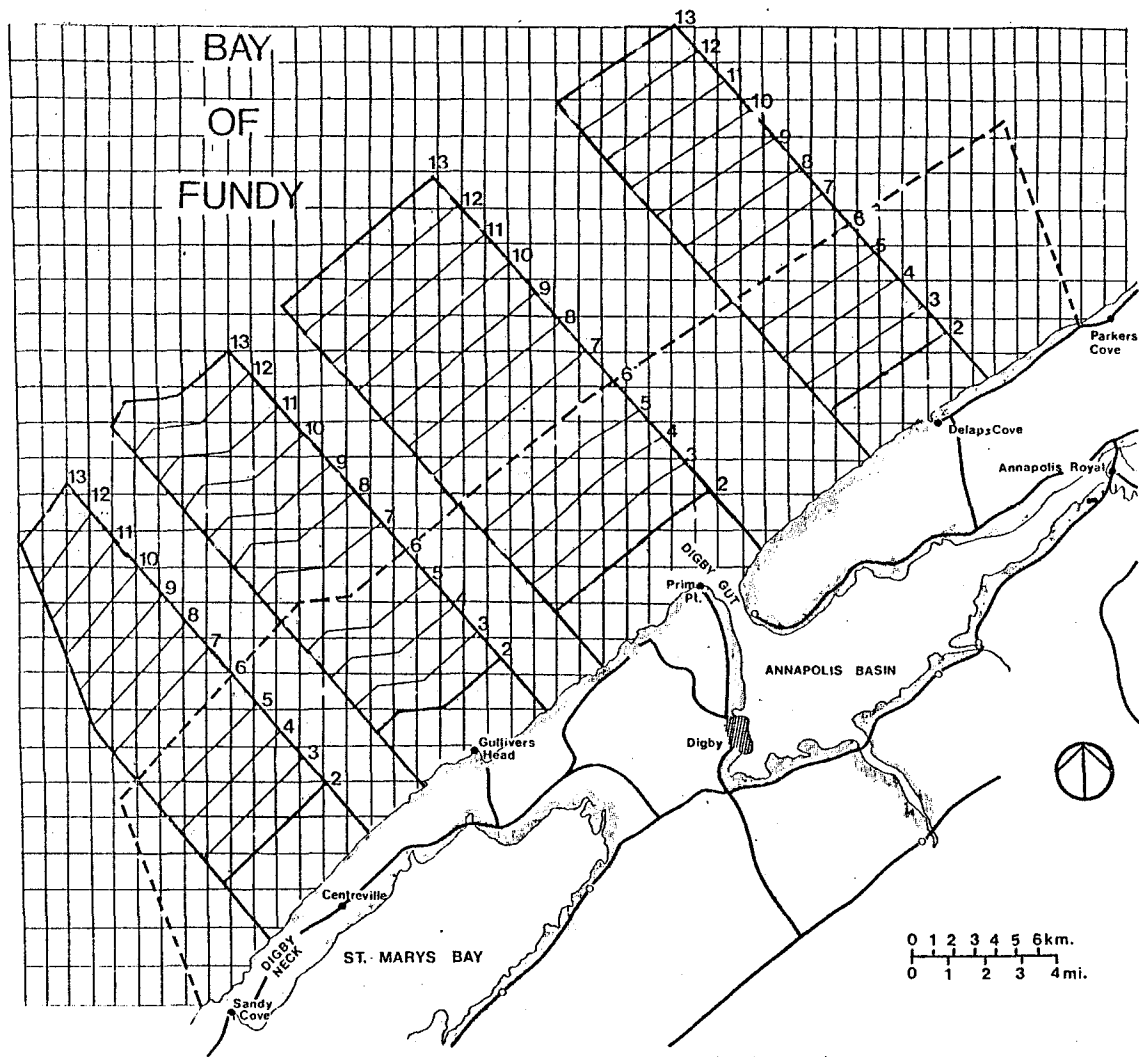 BAY
OF
FUNDY
13
12
11
10
9
8
7
6
5
4
3
2
13
12
11
10
9
8
7
6
5
4
3
2
13
12
11
10
9
8
7
6
5
3
2
13
12
11
10
9
8
7
6
5
4
3
2
Parkers
Cove
Delaps Cove
Annapolis Royal
DIGBY GUT
Prim
Pt.
ANNAPOLIS BASIN
Digby
Gullivers
Head
Centreville
DIGBY
NECK
ST. MARYS BAY
Sandy
Cove
0 1 2 3 4 5 6 km.
0 1 2 3 4 mi.